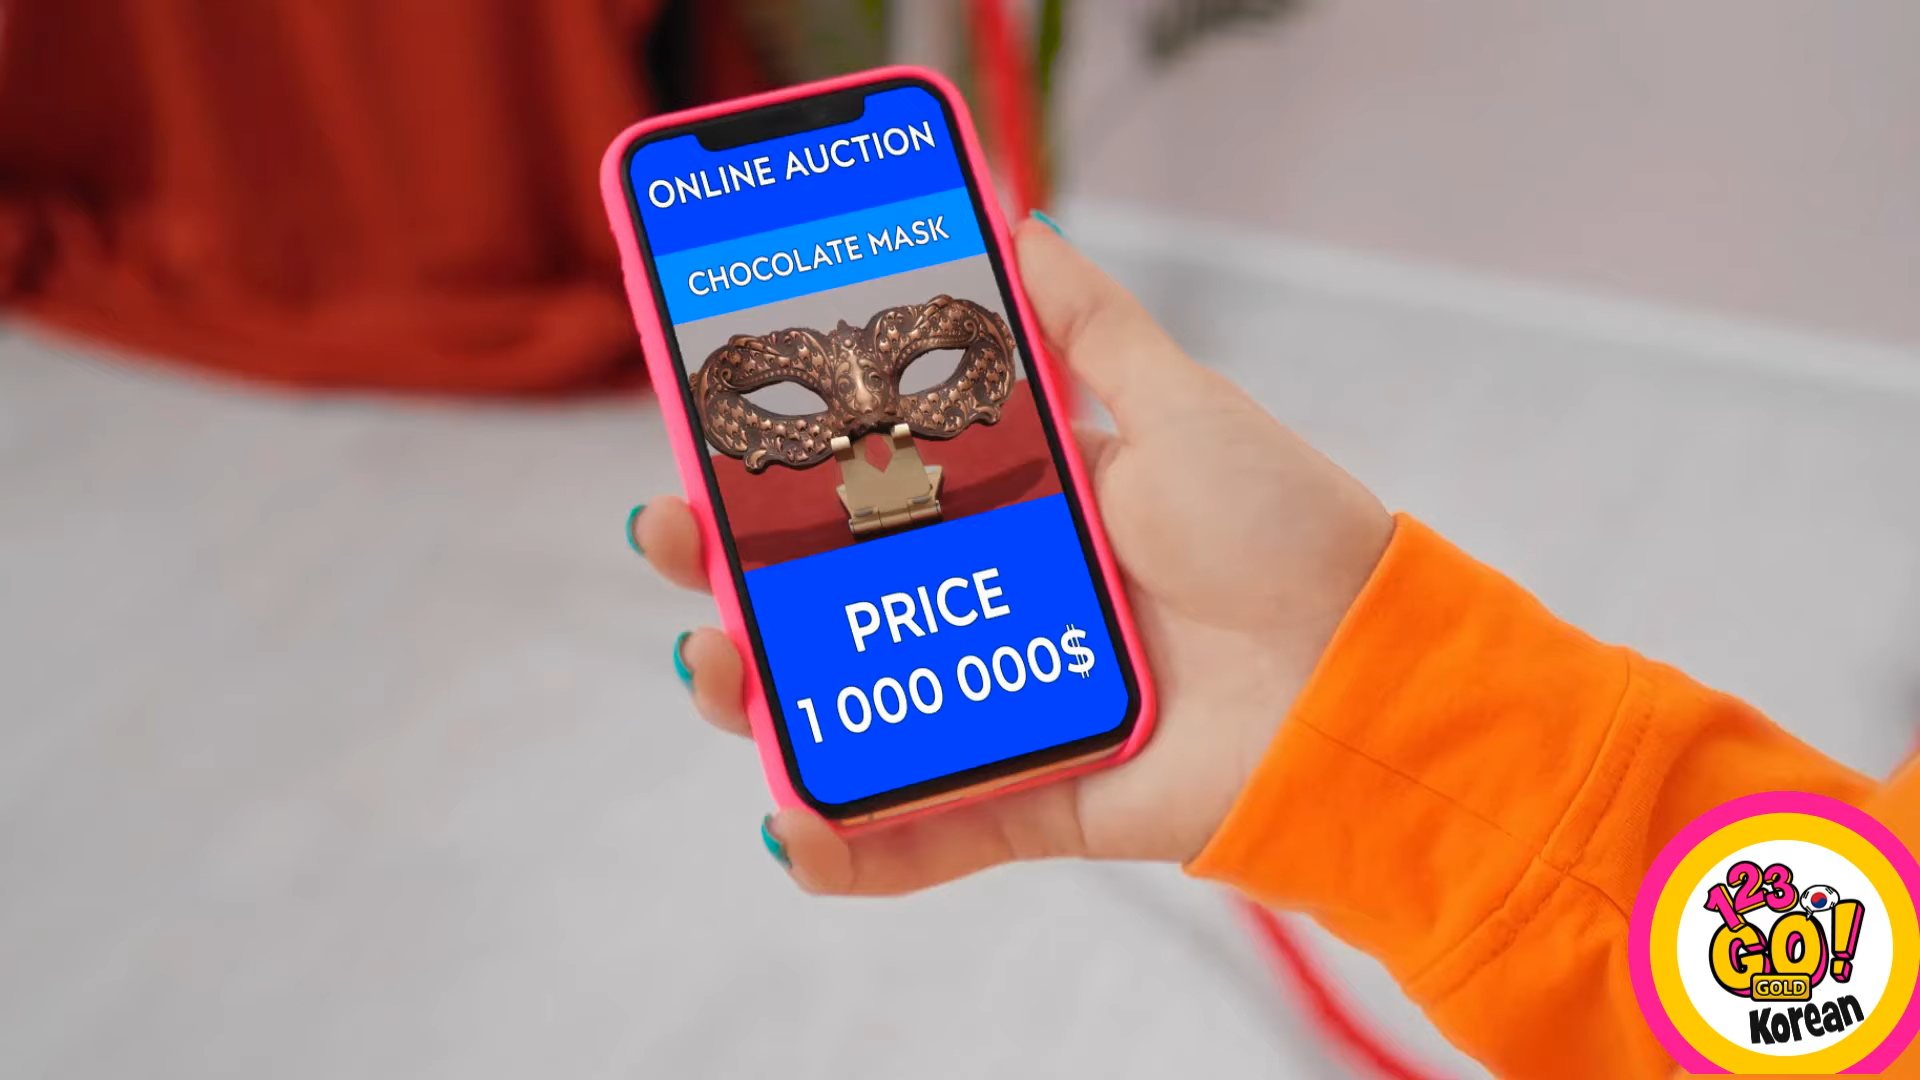 ONLINE AUCTION
CHOCOLATE MASK
PRICE
1 000 000$
123
GO!
GOLD
Korean